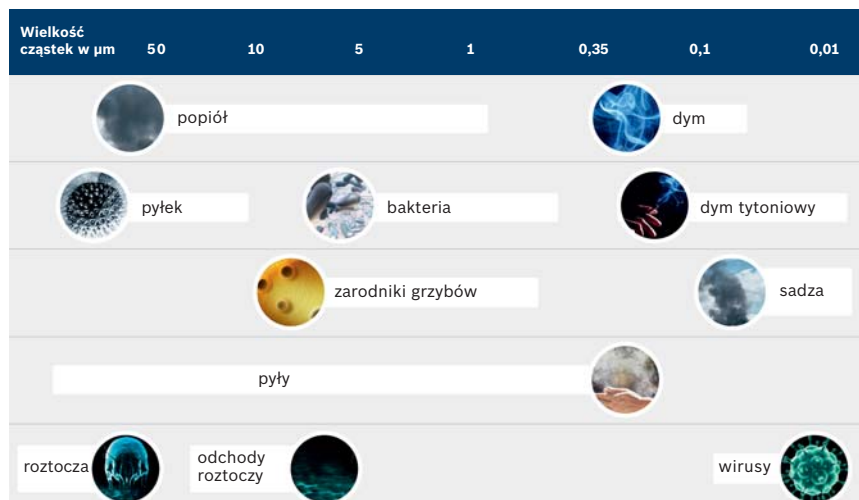 Wielkość
cząstek w µm 50 10 5 1 0,35 0,1 0,01
popiół dym
pyłek bakteria dym tytoniowy
zarodniki grzybów sadza
pyły
roztocza odchody
roztoczy wirusy